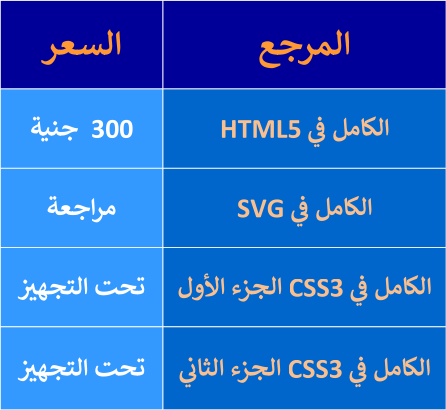 المرجع السعر
الكامل في HTML5 300 جنية
الكامل في SVG مراجعة
الكامل في CSS3 الجزء الأول تحت التجهيز
الكامل في CSS3 الجزء الثاني تحت التجهيز